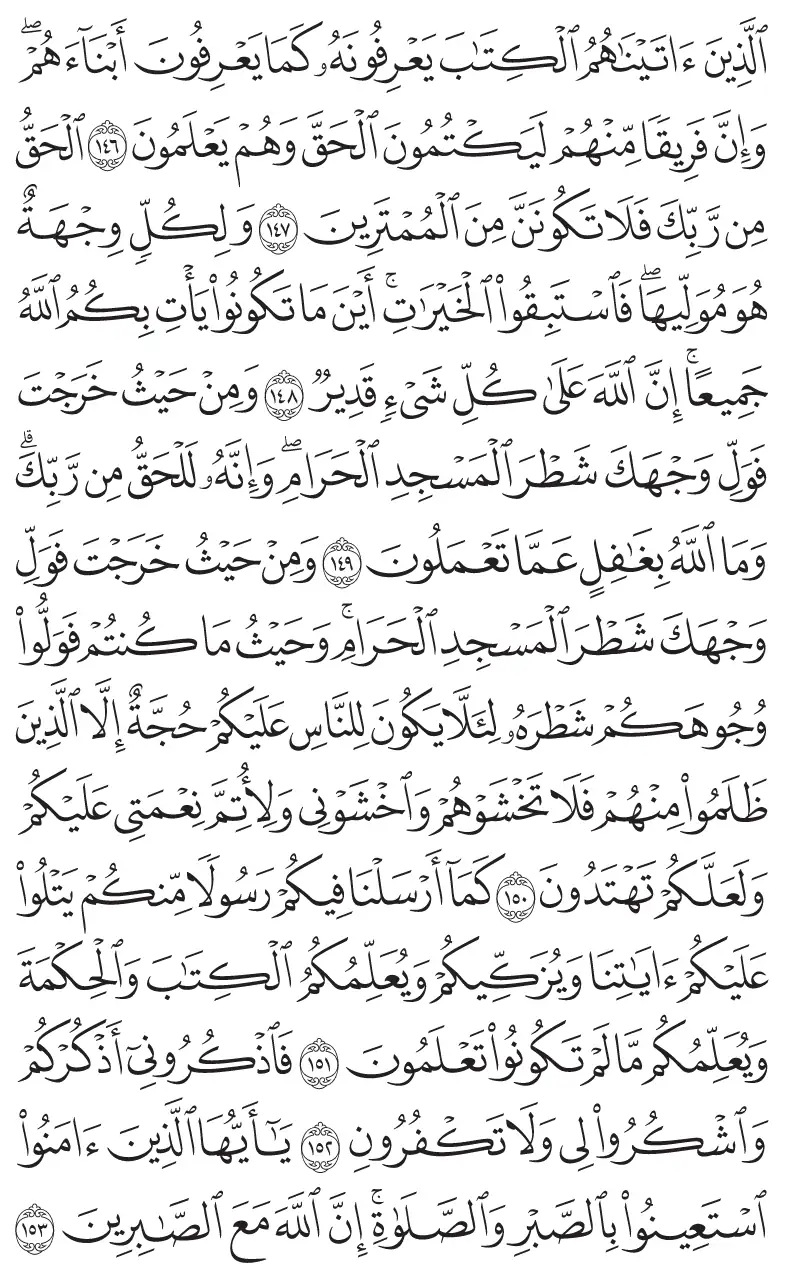 ٱلَّذِينَ ءَاتَيۡنَٰهُمُ ٱلۡكِتَٰبَ يَعۡرِفُونَهُۥ كَمَا يَعۡرِفُونَ أَبۡنَآءَهُمۡۖ
وَإِنَّ فَرِيقٗا مِّنۡهُمۡ لَيَكۡتُمُونَ ٱلۡحَقَّ وَهُمۡ يَعۡلَمُونَ ١٤٦ ٱلۡحَقُّ
مِن رَّبِّكَ فَلَا تَكُونَنَّ مِنَ ٱلۡمُمۡتَرِينَ ١٤٧ وَلِكُلّٖ وِجۡهَةٌ
هُوَ مُوَلِّيهَاۖ فَٱسۡتَبِقُواْ ٱلۡخَيۡرَٰتِۚ أَيۡنَ مَا تَكُونُواْ يَأۡتِ بِكُمُ ٱللَّهُ
جَمِيعًاۚ إِنَّ ٱللَّهَ عَلَىٰ كُلِّ شَيۡءٖ قَدِيرٞ ١٤٨ وَمِنۡ حَيۡثُ خَرَجۡتَ
فَوَلِّ وَجۡهَكَ شَطۡرَ ٱلۡمَسۡجِدِ ٱلۡحَرَامِۖ وَإِنَّهُۥ لَلۡحَقُّ مِن رَّبِّكَۗ
وَمَا ٱللَّهُ بِغَٰفِلٍ عَمَّا تَعۡمَلُونَ ١٤٩ وَمِنۡ حَيۡثُ خَرَجۡتَ فَوَلِّ
وَجۡهَكَ شَطۡرَ ٱلۡمَسۡجِدِ ٱلۡحَرَامِۚ وَحَيۡثُ مَا كُنتُمۡ فَوَلُّواْ
وُجُوهَكُمۡ شَطۡرَهُۥ لِئَلَّا يَكُونَ لِلنَّاسِ عَلَيۡكُمۡ حُجَّةٌ إِلَّا ٱلَّذِينَ
ظَلَمُواْ مِنۡهُمۡ فَلَا تَخۡشَوۡهُمۡ وَٱخۡشَوۡنِي وَلِأُتِمَّ نِعۡمَتِي عَلَيۡكُمۡ
وَلَعَلَّكُمۡ تَهۡتَدُونَ ١٥٠ كَمَآ أَرۡسَلۡنَا فِيكُمۡ رَسُولٗا مِّنكُمۡ يَتۡلُواْ
عَلَيۡكُمۡ ءَايَٰتِنَا وَيُزَكِّيكُمۡ وَيُعَلِّمُكُمُ ٱلۡكِتَٰبَ وَٱلۡحِكۡمَةَ
وَيُعَلِّمُكُم مَّا لَمۡ تَكُونُواْ تَعۡلَمُونَ ١٥١ فَٱذۡكُرُونِيٓ أَذۡكُرۡكُمۡ
وَٱشۡكُرُواْ لِي وَلَا تَكۡفُرُونِ ١٥٢ يَٰٓأَيُّهَا ٱلَّذِينَ ءَامَنُواْ
ٱسۡتَعِينُواْ بِٱلصَّبۡرِ وَٱلصَّلَوٰةِۚ إِنَّ ٱللَّهَ مَعَ ٱلصَّٰبِرِينَ ١٥٣